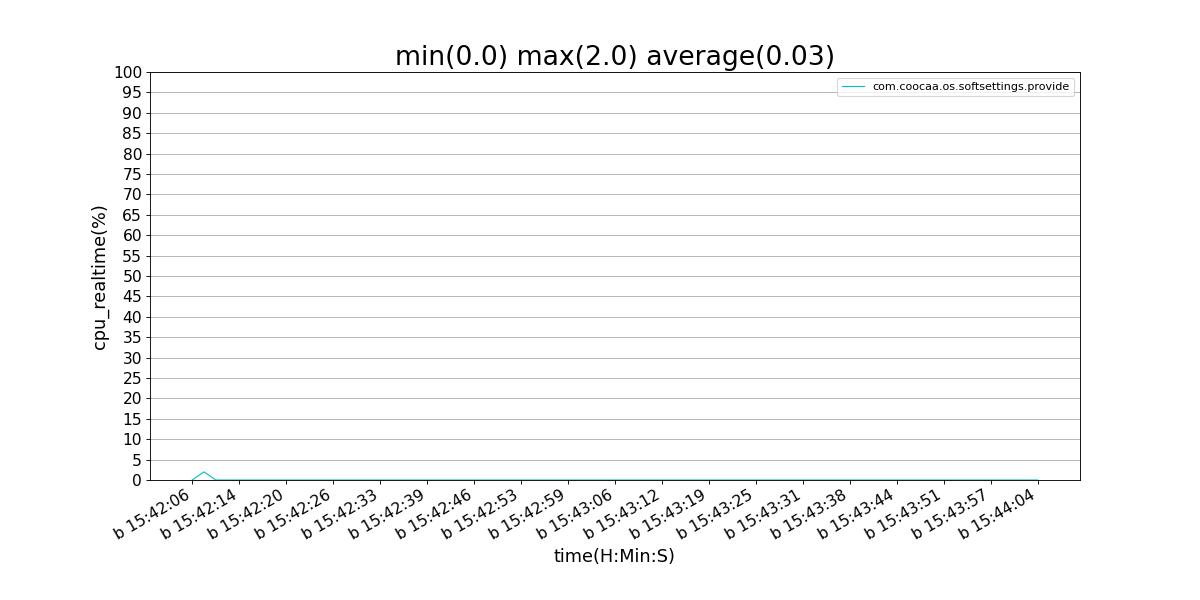 min(0.0) max(2.0) average(0.03)
com.coocaa.os.softsettings.provide
100
95
90
85
80
75
70
65
60
55
50
45
40
35
30
25
20
15
10
5
0
cpu_realtime(%)
b 15:42:06
b 15:42:14
b 15:42:20
b 15:42:26
b 15:42:33
b 15:42:39
b 15:42:46
b 15:42:53
b 15:42:59
b 15:43:06
b 15:43:12
b 15:43:19
b 15:43:25
b 15:43:31
b 15:43:38
b 15:43:44
b 15:43:51
b 15:43:57
b 15:44:04
time(H:Min:S)